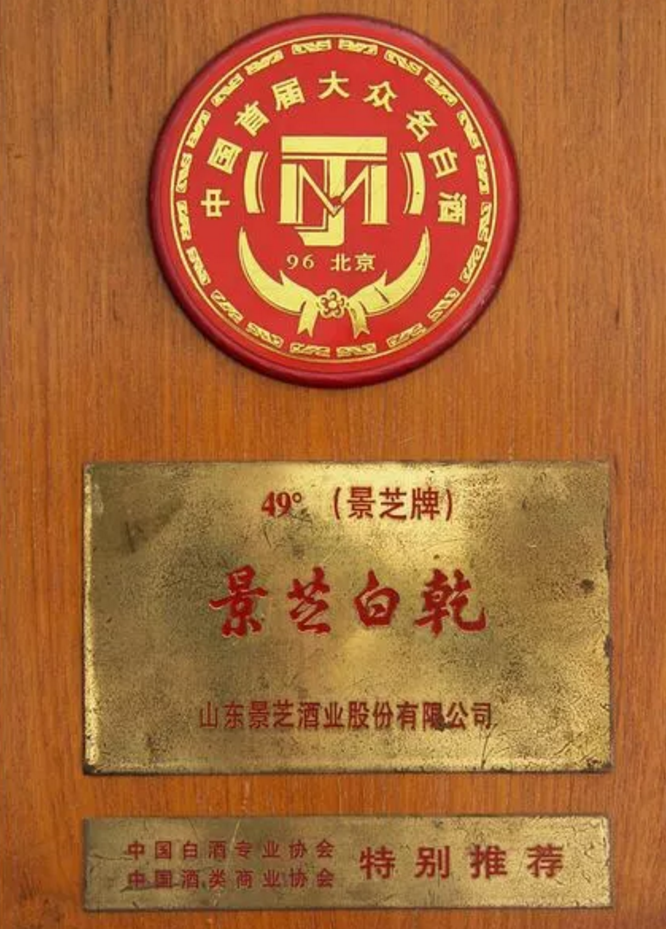 中国首届大众名白酒
TJM
96 北京
49° (景芝牌)
景芝白乾
山东景芝酒业股份有限公司
中国白酒专业协会
中国酒类商业协会
特别推荐